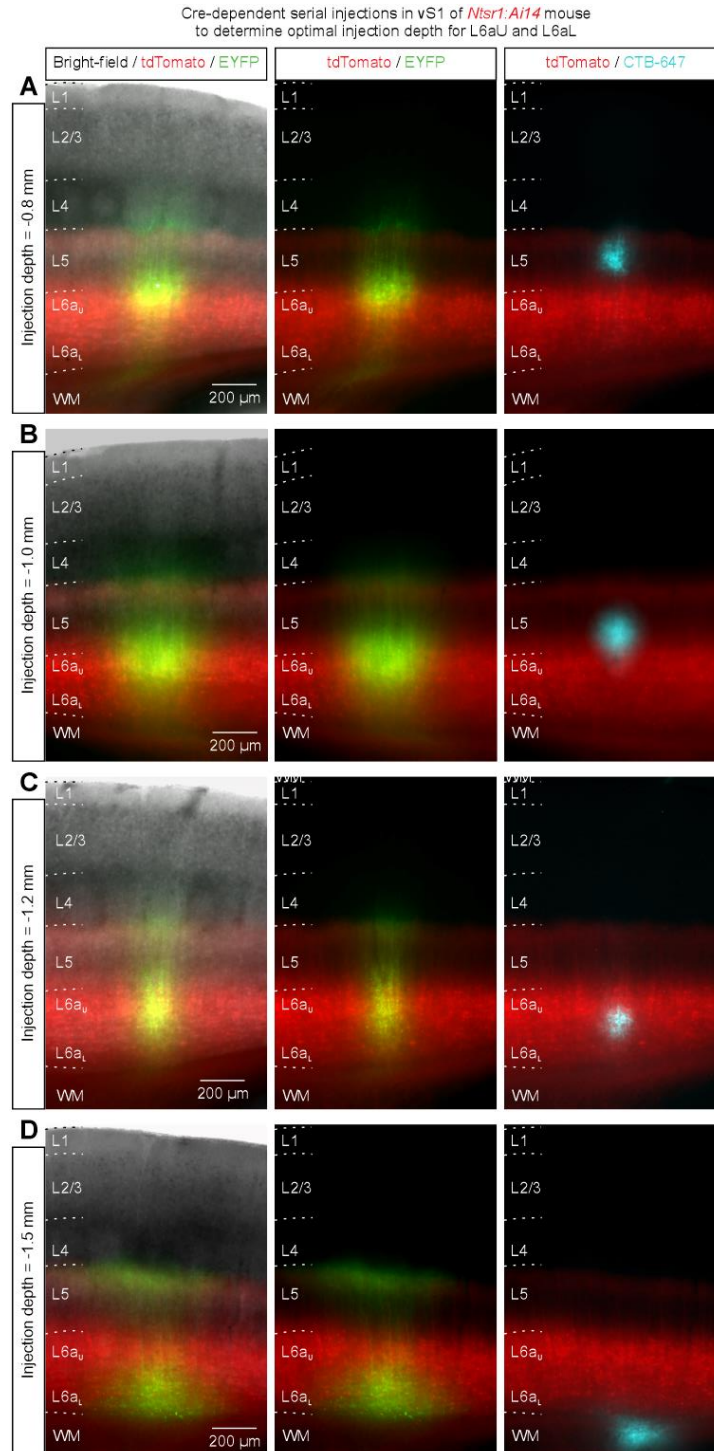 Cre-dependent serial injections in vS1 of Ntsr1:Ai14 mouse
to determine optimal injection depth for L6aU and L6aL
Bright-field / tdTomato / EYFP
tdTomato / EYFP
tdTomato / CTB-647
A
Injection depth = -0.8 mm
L1
L2/3
L4
L5
L6aU
L6aL
WM
200 µm
L1
L2/3
L4
L5
L6aU
L6aL
WM
L1
L2/3
L4
L5
L6aU
L6aL
WM
B
Injection depth = -1.0 mm
L1
L2/3
L4
L5
L6aU
L6aL
WM
200 µm
L1
L2/3
L4
L5
L6aU
L6aL
WM
L1
L2/3
L4
L5
L6aU
L6aL
WM
C
Injection depth = -1.2 mm
L1
L2/3
L4
L5
L6aU
L6aL
WM
200 µm
L1
L2/3
L4
L5
L6aU
L6aL
WM
L1
L2/3
L4
L5
L6aU
L6aL
WM
D
Injection depth = -1.5 mm
L1
L2/3
L4
L5
L6aU
L6aL
WM
200 µm
L1
L2/3
L4
L5
L6aU
L6aL
WM
L1
L2/3
L4
L5
L6aU
L6aL
WM